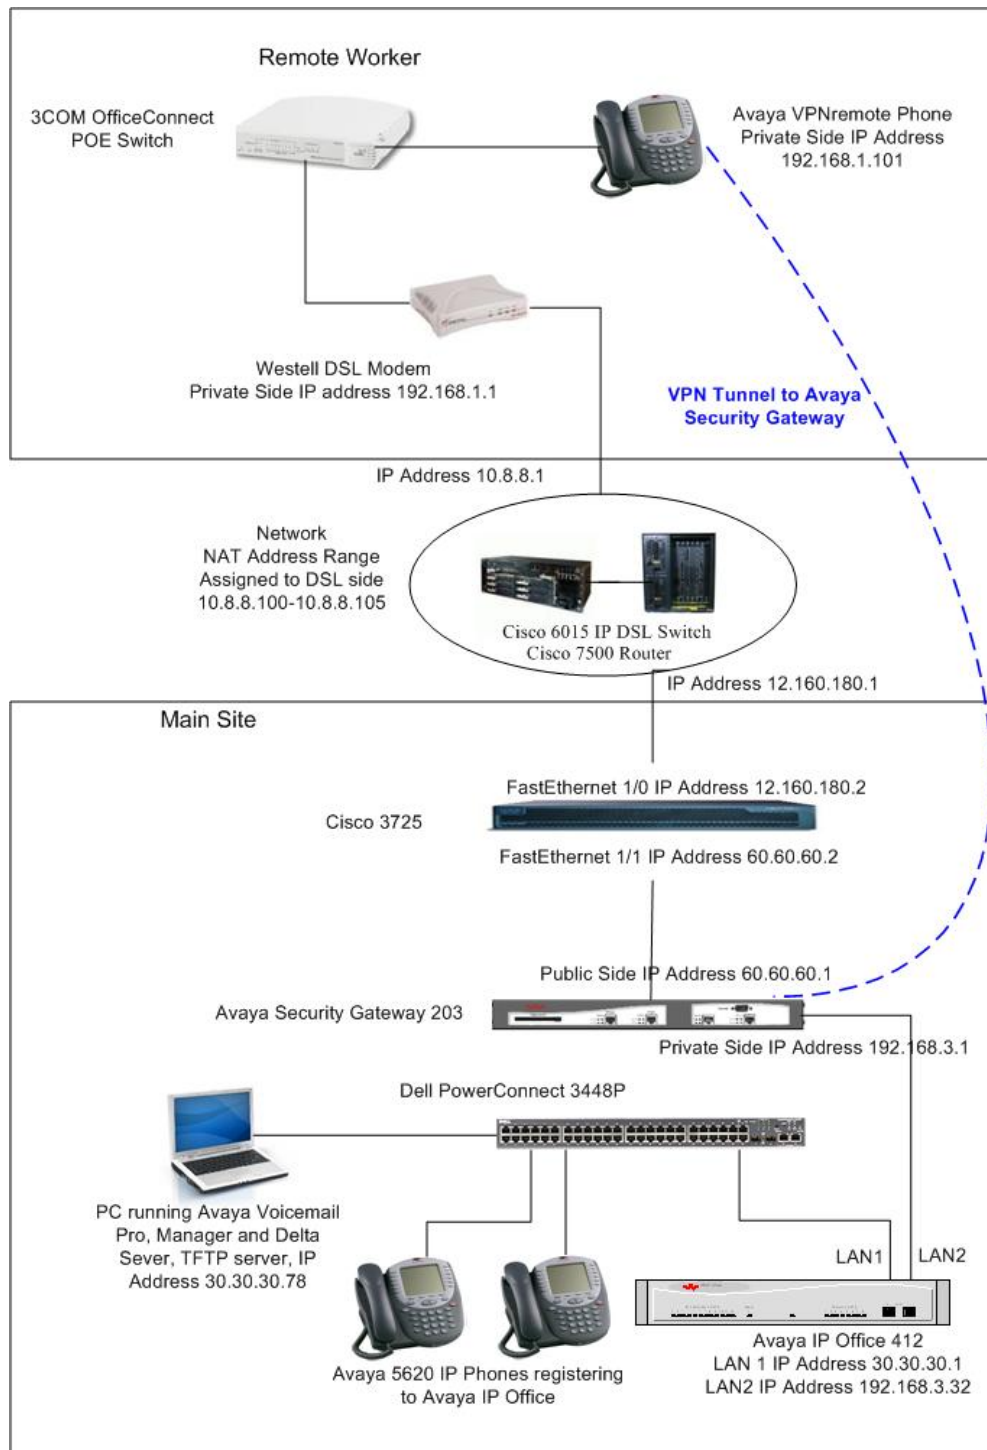 Remote Worker
3COM OfficeConnect
POE Switch
Avaya VPNremote Phone
Private Side IP Address
192.168.1.101
Westell DSL Modem
Private Side IP address 192.168.1.1
VPN Tunnel to Avaya
Security Gateway
IP Address 10.8.8.1
Network
NAT Address Range
Assigned to DSL side
10.8.8.100-10.8.8.105
Cisco 6015 IP DSL Switch
Cisco 7500 Router
IP Address 12.160.180.1
Main Site
FastEthernet 1/0 IP Address 12.160.180.2
Cisco 3725
FastEthernet 1/1 IP Address 60.60.60.2
Public Side IP Address 60.60.60.1
Avaya Security Gateway 203
Private Side IP Address 192.168.3.1
Dell PowerConnect 3448P
PC running Avaya Voicemail
Pro, Manager and Delta
Sever, TFTP server, IP
Address 30.30.30.78
LAN1
LAN2
Avaya 5620 IP Phones registering
to Avaya IP Office
Avaya IP Office 412
LAN 1 IP Address 30.30.30.1
LAN2 IP Address 192.168.3.32